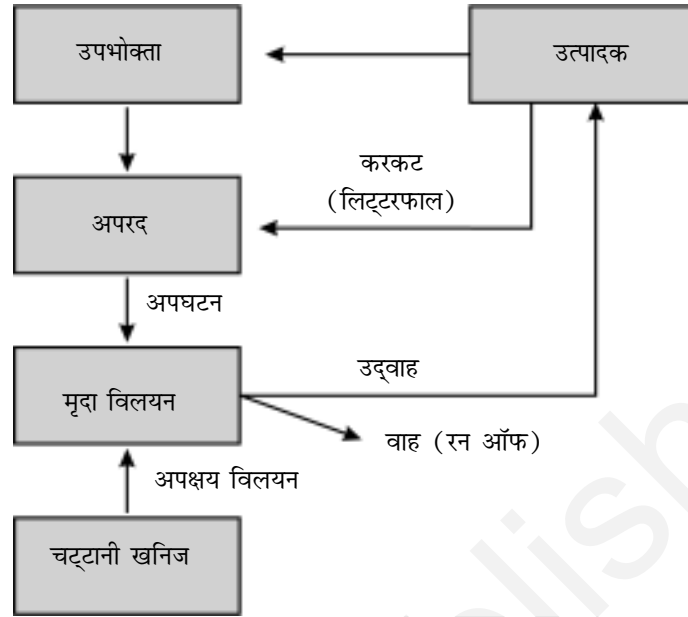 उपभोक्ता
उत्पादक
करकट
(लिट्टरफाल)
अपरद
अपघटन
उद्‌वाह
मृदा विलयन
वाह (रन ऑफ)
अपक्षय विलयन
चट्‌टानी खनिज